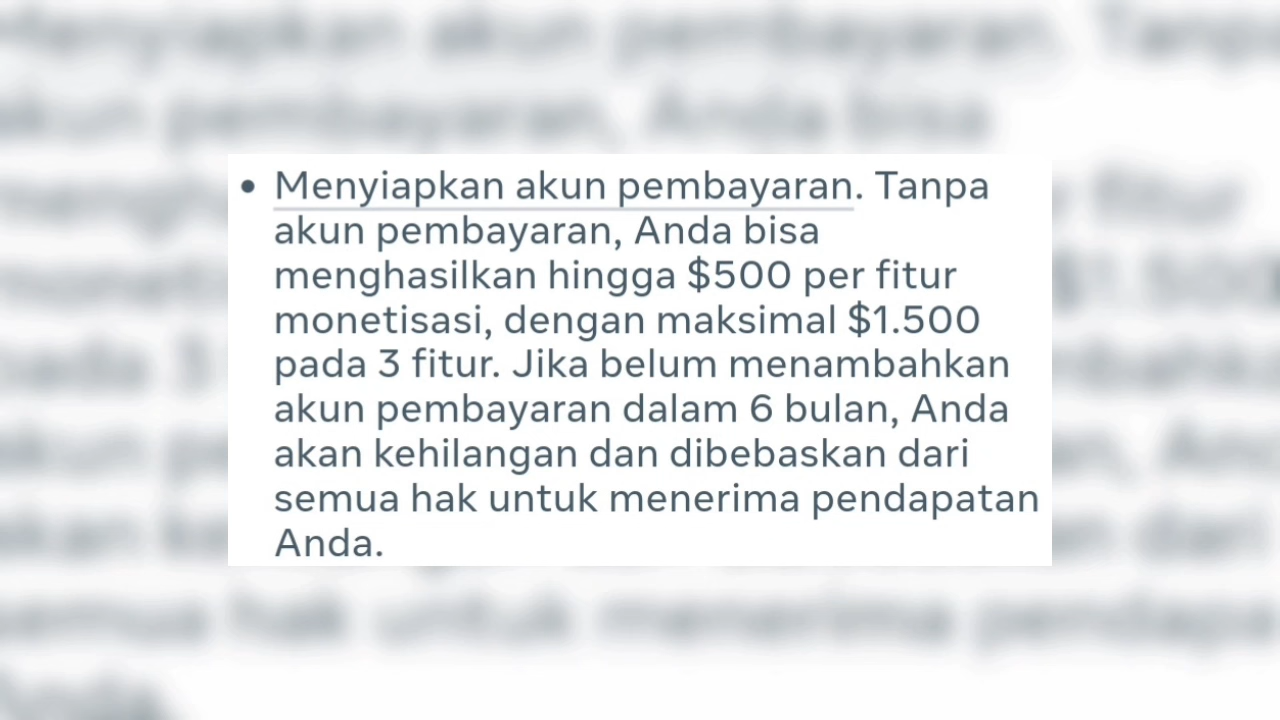 • Menyiapkan akun pembayaran. Tanpa
akun pembayaran, Anda bisa
menghasilkan hingga $500 per fitur
monetisasi, dengan maksimal $1.500
pada 3 fitur. Jika belum menambahkan
akun pembayaran dalam 6 bulan, Anda
akan kehilangan dan dibebaskan dari
semua hak untuk menerima pendapatan
Anda.